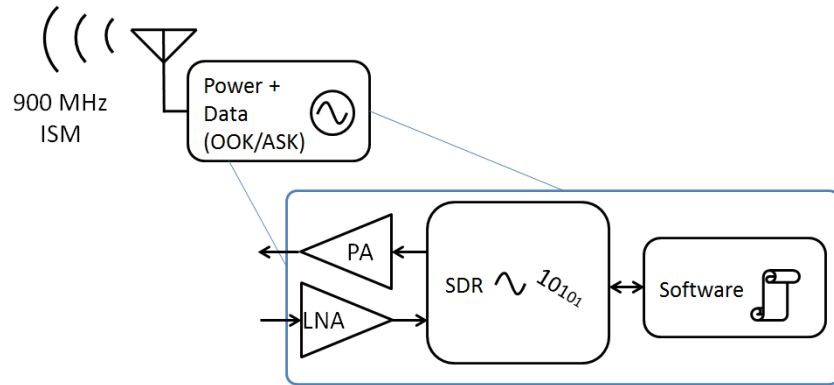 900 MHz
ISM
Power +
Data
(OOK/ASK)
PA
LNA
SDR
10101
Software